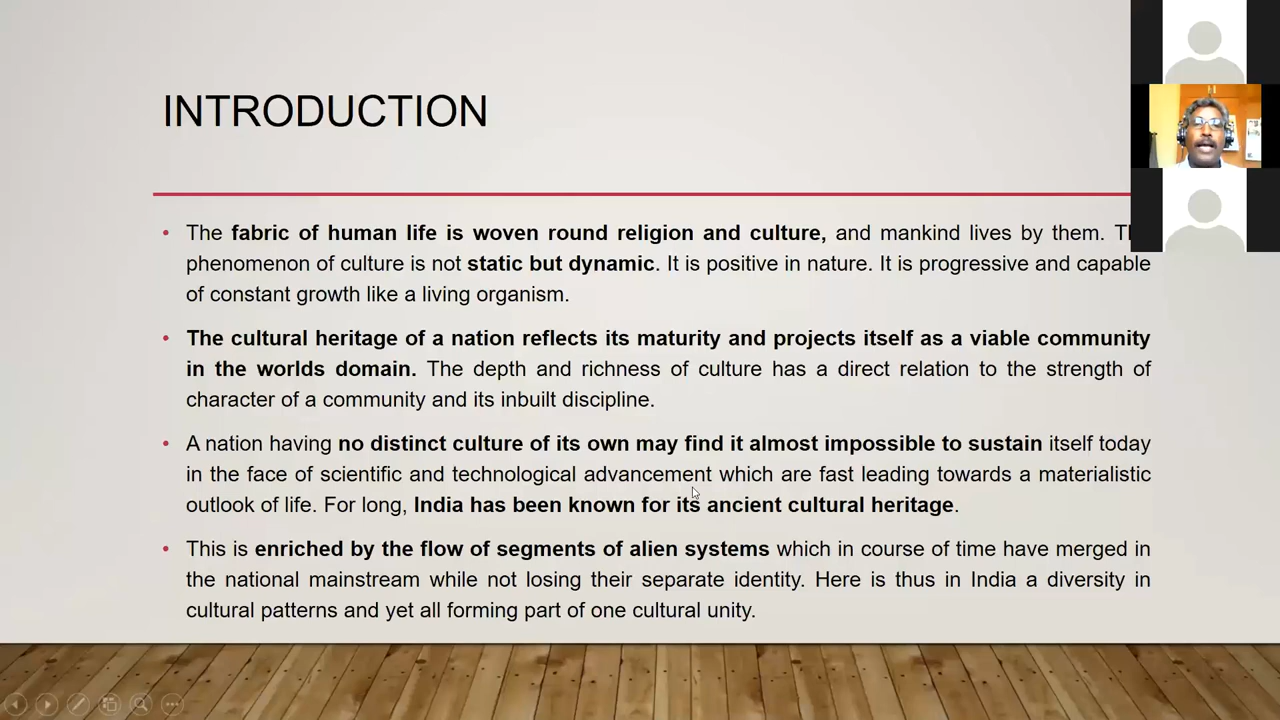 INTRODUCTION
• The fabric of human life is woven round religion and culture, and mankind lives by them.
phenomenon of culture is not static but dynamic. It is positive in nature. It is progressive and capable
of constant growth like a living organism.
• The cultural heritage of a nation reflects its maturity and projects itself as a viable community
in the worlds domain. The depth and richness of culture has a direct relation to the strength of
character of a community and its inbuilt discipline.
• A nation having no distinct culture of its own may find it almost impossible to sustain itself today
in the face of scientific and technological advancement which are fast leading towards a materialistic
outlook of life. For long, India has been known for its ancient cultural heritage.
• This is enriched by the flow of segments of alien systems which in course of time have merged in
the national mainstream while not losing their separate identity. Here is thus in India a diversity in
cultural patterns and yet all forming part of one cultural unity.